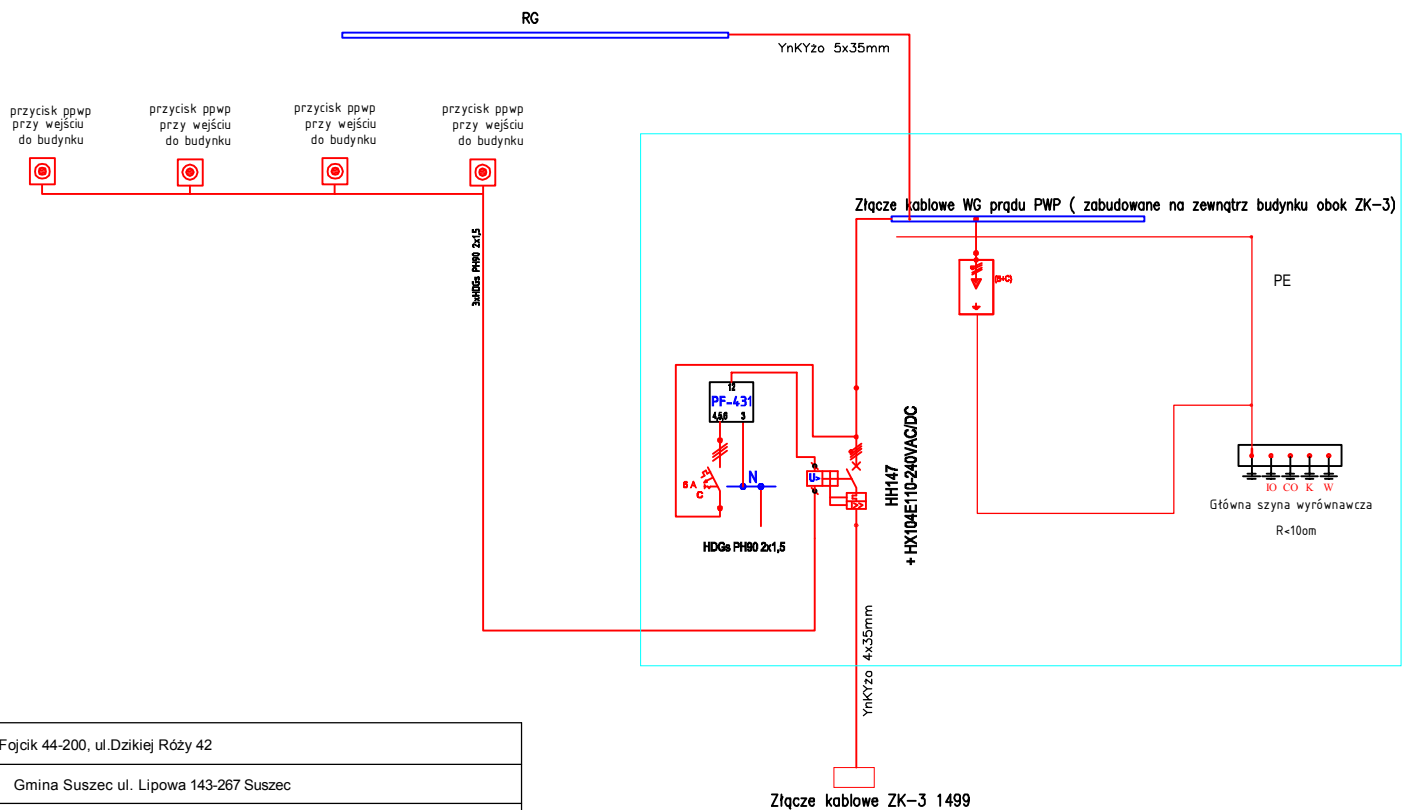 RG
YnKYżo 5x35mm
przycisk ppwp
przy wejściu
do budynku
przycisk ppwp
przy wejściu
do budynku
przycisk ppwp
przy wejściu
do budynku
przycisk ppwp
przy wejściu
do budynku
Złącze kablowe WG prądu PWP ( zabudowane na zewnątrz budynku obok ZK-3)
(B+C)
PE
3xHDGs PH90 2x1,5
12
PF-431
4,5,6 3
6 A
C
N
U>
I>>
HDGs PH90 2x1,5
HH147
+ HX104E110-240VAC/DC
IO CO K W
Główna szyna wyrównawcza
R<10om
YnKYżo 4x35mm
Fojcik 44-200, ul.Dzikiej Róży 42
Gmina Suszec ul. Lipowa 143-267 Suszec
Złącze kablowe ZK-3 1499